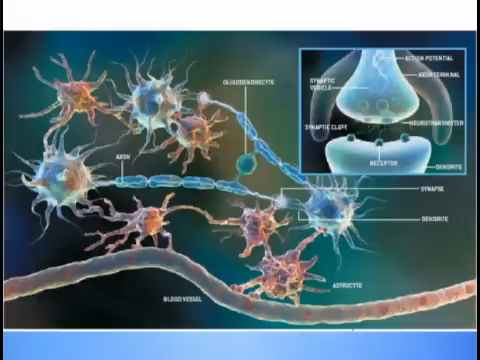 ACTION POTENTIAL
AXON TERMINAL
SYNAPTIC
VESICLE
NEUROTRANSMITTER
SYNAPTIC CLEFT
RECEPTOR
DENDRITE
OLIGODENDROCYTE
AXON
SYNAPSE
DENDRITE
ASTROCYTE
BLOOD VESSEL